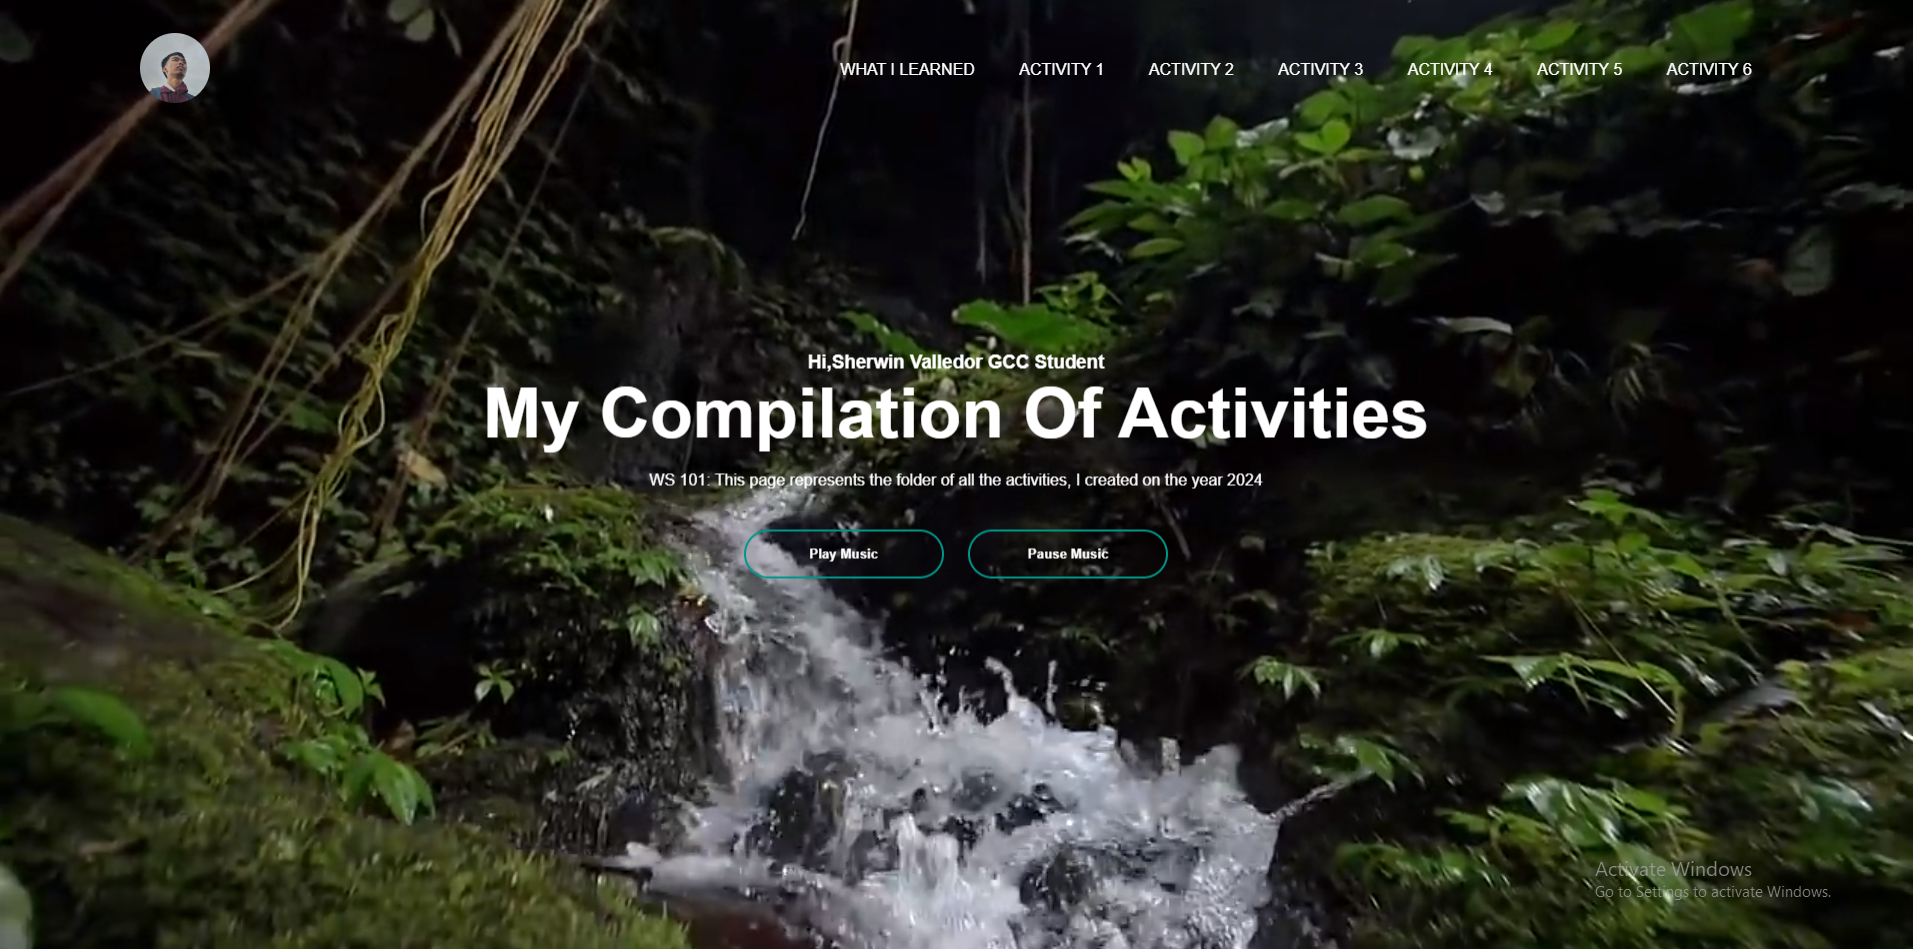 WHAT I LEARNED ACTIVITY 1 ACTIVITY 2 ACTIVITY 3 ACTIVITY 4 ACTIVITY 5 ACTIVITY 6
Hi,Sherwin Valledor GCC Student
My Compilation Of Activities
WS 101: This page represents the folder of all the activities, I created on the year 2024
Play Music Pause Music
Activate Windows
Go to Settings to activate Windows.